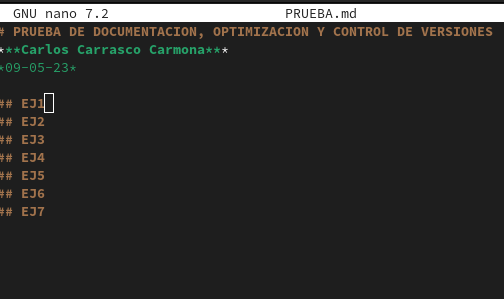 GNU nano 7.2 PRUEBA.md
# PRUEBA DE DOCUMENTACION, OPTIMIZACION Y CONTROL DE VERSIONES
***Carlos Carrasco Carmona***
*09-05-23*
## EJ1
## EJ2
## EJ3
## EJ4
## EJ5
## EJ6
## EJ7